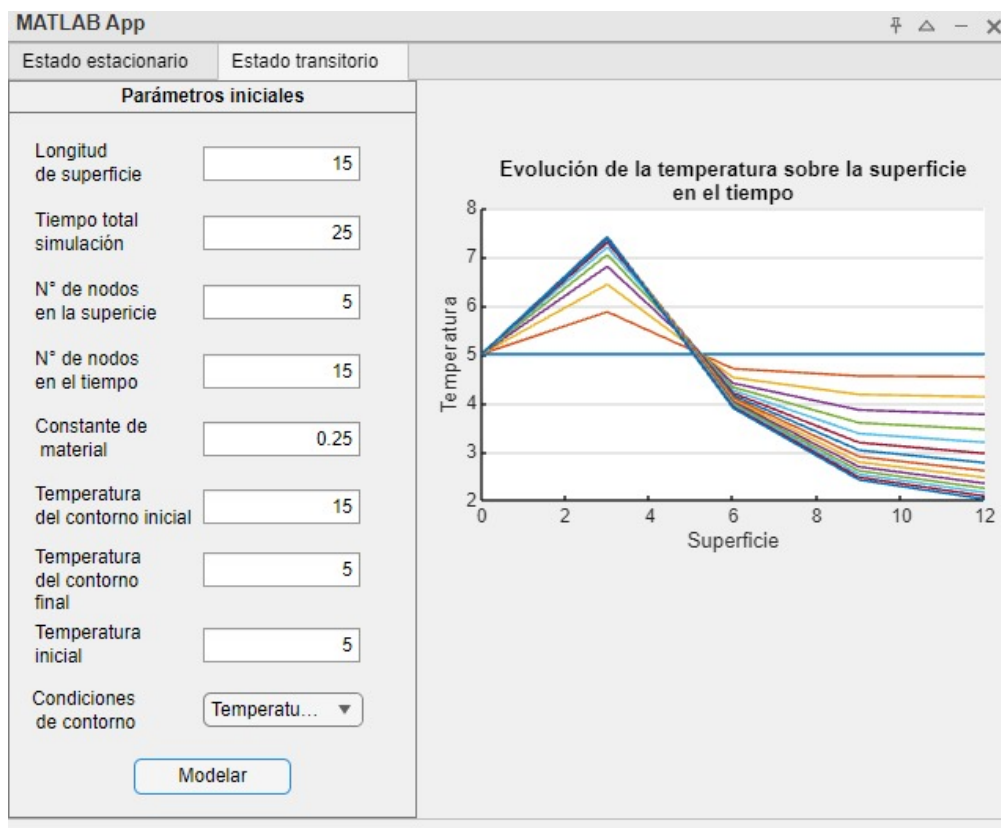 MATLAB App
Estado estacionario
Estado transitorio
Parámetros iniciales
Longitud
de superficie
15
Tiempo total
simulación
25
N° de nodos
en la supericie
5
N° de nodos
en el tiempo
15
Constante de
material
0.25
Temperatura
del contorno inicial
15
Temperatura
del contorno
final
5
Temperatura
inicial
5
Condiciones
de contorno
Temperatu...
Modelar
Evolución de la temperatura sobre la superficie
en el tiempo
8
7
6
5
4
3
2
Temperatura
0 2 4 6 8 10 12
Superficie